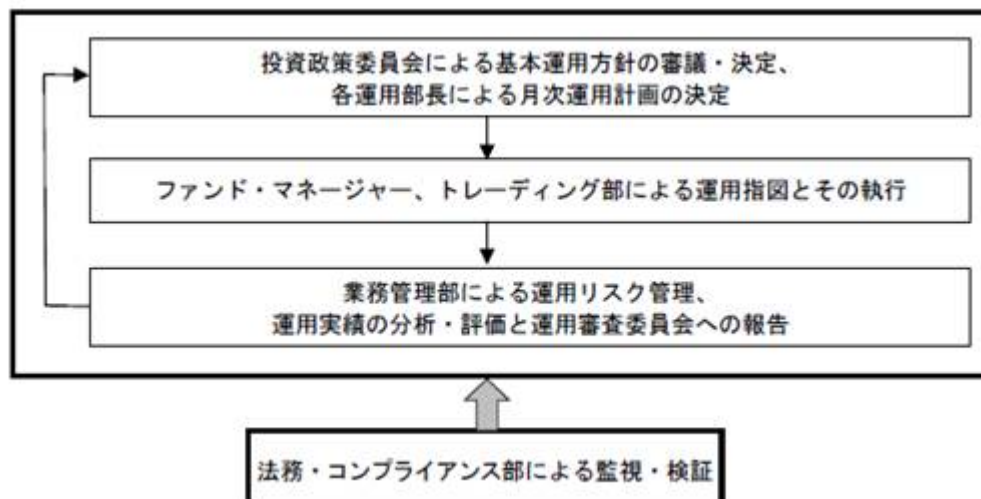 投資政策委員会による基本運用方針の審議・決定、
各運用部長による月次運用計画の決定
ファンド・マネージャー、トレーディング部による運用指図とその執行
業務管理部による運用リスク管理、
運用実績の分析・評価と運用審査委員会への報告
法務・コンプライアンス部による監視・検証